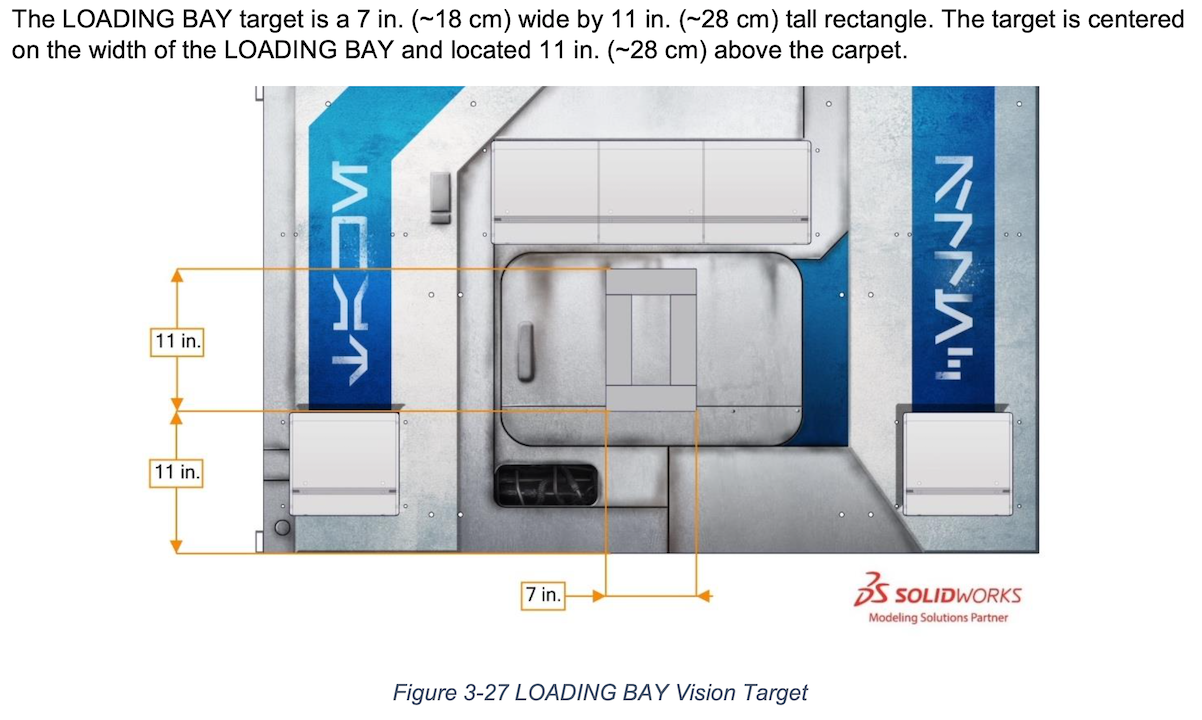 The LOADING BAY target is a 7 in. (~18 cm) wide by 11 in. (~28 cm) tall rectangle. The target is centered
on the width of the LOADING BAY and located 11 in. (~28 cm) above the carpet.
11 in.
11 in.
7 in.
SOLIDWORKS
Modeling Solutions Partner
Figure 3-27 LOADING BAY Vision Target